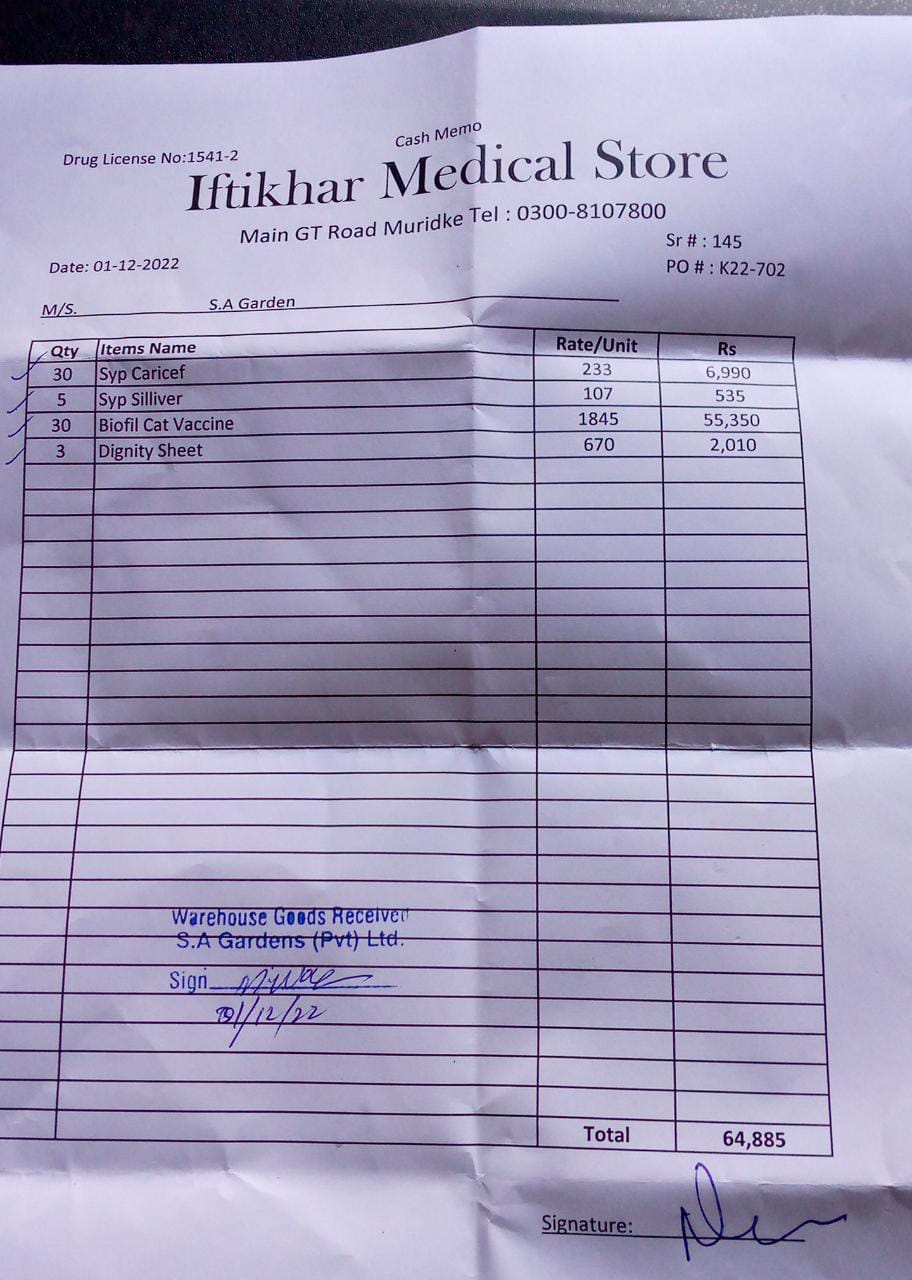 Cash Memo
Drug License No:1541-2
Iftikhar Medical Store
Main GT Road Muridke Tel : 0300-8107800
Sr # : 145
Date: 01-12-2022
PO # : K22-702
M/S. S.A Garden
Qty Items Name Rate/Unit Rs
30 Syp Caricef 233 6,990
5 Syp Silliver 107 535
30 Biofil Cat Vaccine 1845 55,350
3 Dignity Sheet 670 2,010
Warehouse Goods Received
S.A Gardens (Pvt) Ltd.
Sign
01/12/22
Total 64,885
Signature: